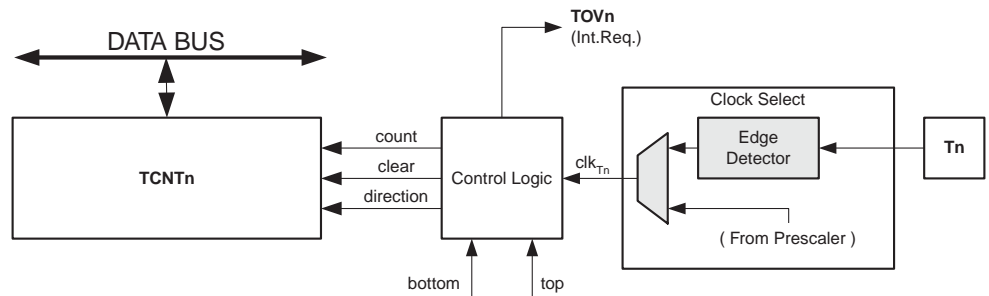 TOVn
(Int.Req.)
DATA BUS
Clock Select
TCNTn
count
clear
direction
Control Logic
clkTn
Edge
Detector
Tn
( From Prescaler )
bottom
top